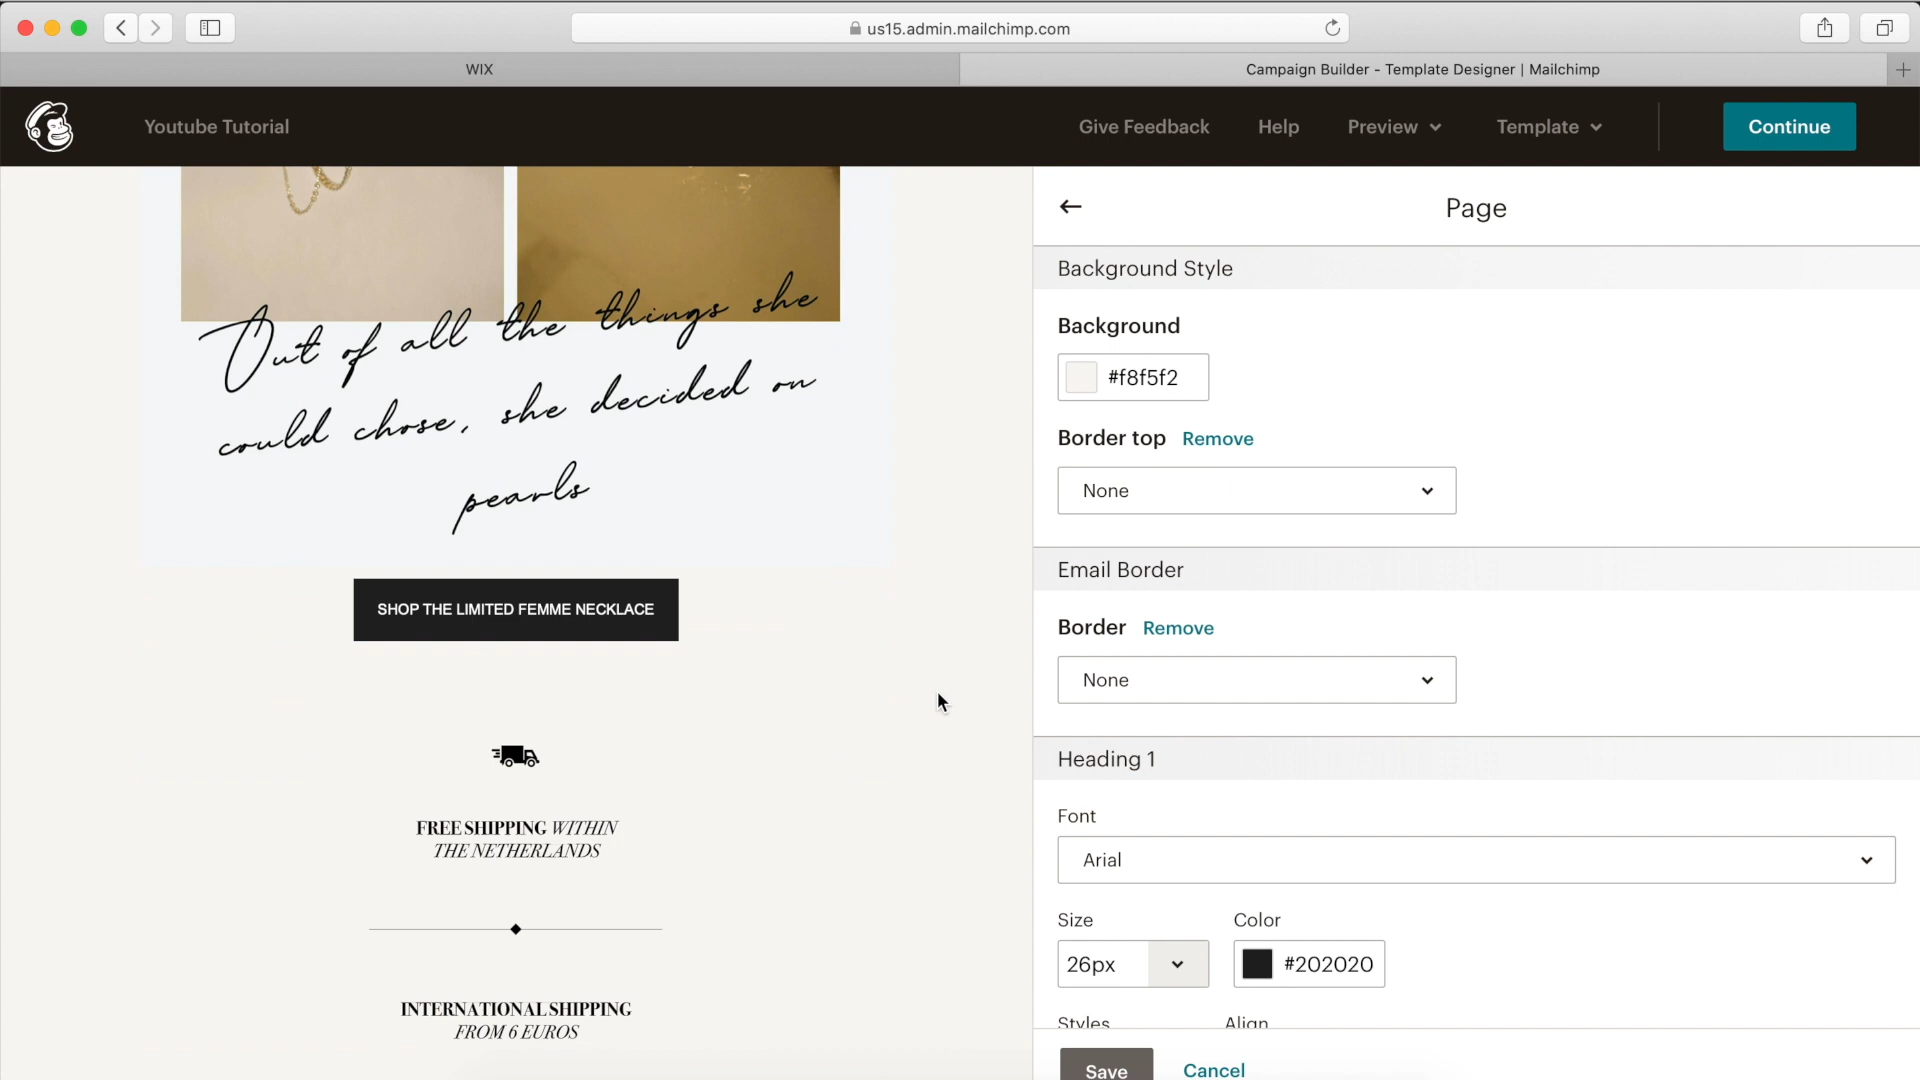 us15.admin.mailchimp.com
WIX
Campaign Builder - Template Designer | Mailchimp
Youtube Tutorial
Give Feedback
Help
Preview
Template
Continue
Out of all the things she
could chose, she decided on
pearls
SHOP THE LIMITED FEMME NECKLACE
FREE SHIPPING WITHIN
THE NETHERLANDS
INTERNATIONAL SHIPPING
FROM 6 EUROS
Page
Background Style
Background
#f8f5f2
Border top Remove
None
Email Border
Border Remove
None
Heading 1
Font
Arial
Size Color
26px #202020
Styles Align
Save Cancel